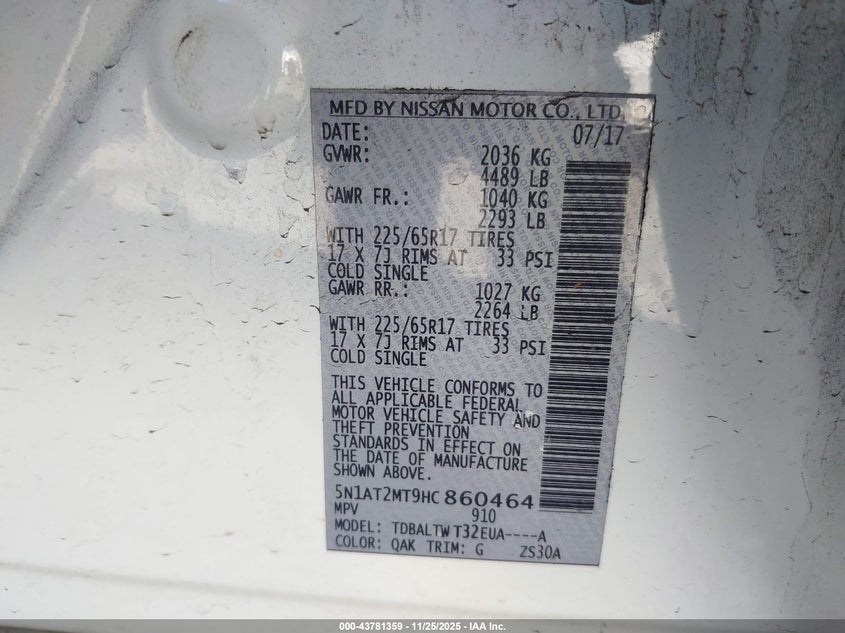 MFD BY NISSAN MOTOR CO., LTD.
DATE: 07/17
GVWR: 2036 KG
4489 LB
GAWR FR.: 1040 KG
2293 LB
WITH 225/65R17 TIRES
17 X 7J RIMS AT 33 PSI
COLD SINGLE
GAWR RR.: 1027 KG
2264 LB
WITH 225/65R17 TIRES
17 X 7J RIMS AT 33 PSI
COLD SINGLE
THIS VEHICLE CONFORMS TO
ALL APPLICABLE FEDERAL
MOTOR VEHICLE SAFETY AND
THEFT PREVENTION
STANDARDS IN EFFECT ON
THE DATE OF MANUFACTURE
SHOWN ABOVE.
5N1AT2MT9HC860464
MPV 910
MODEL: TDBALTW T32EUA----A
COLOR: QAK TRIM: G ZS30A
000-43781359 - 11/25/2025 - IAA Inc.